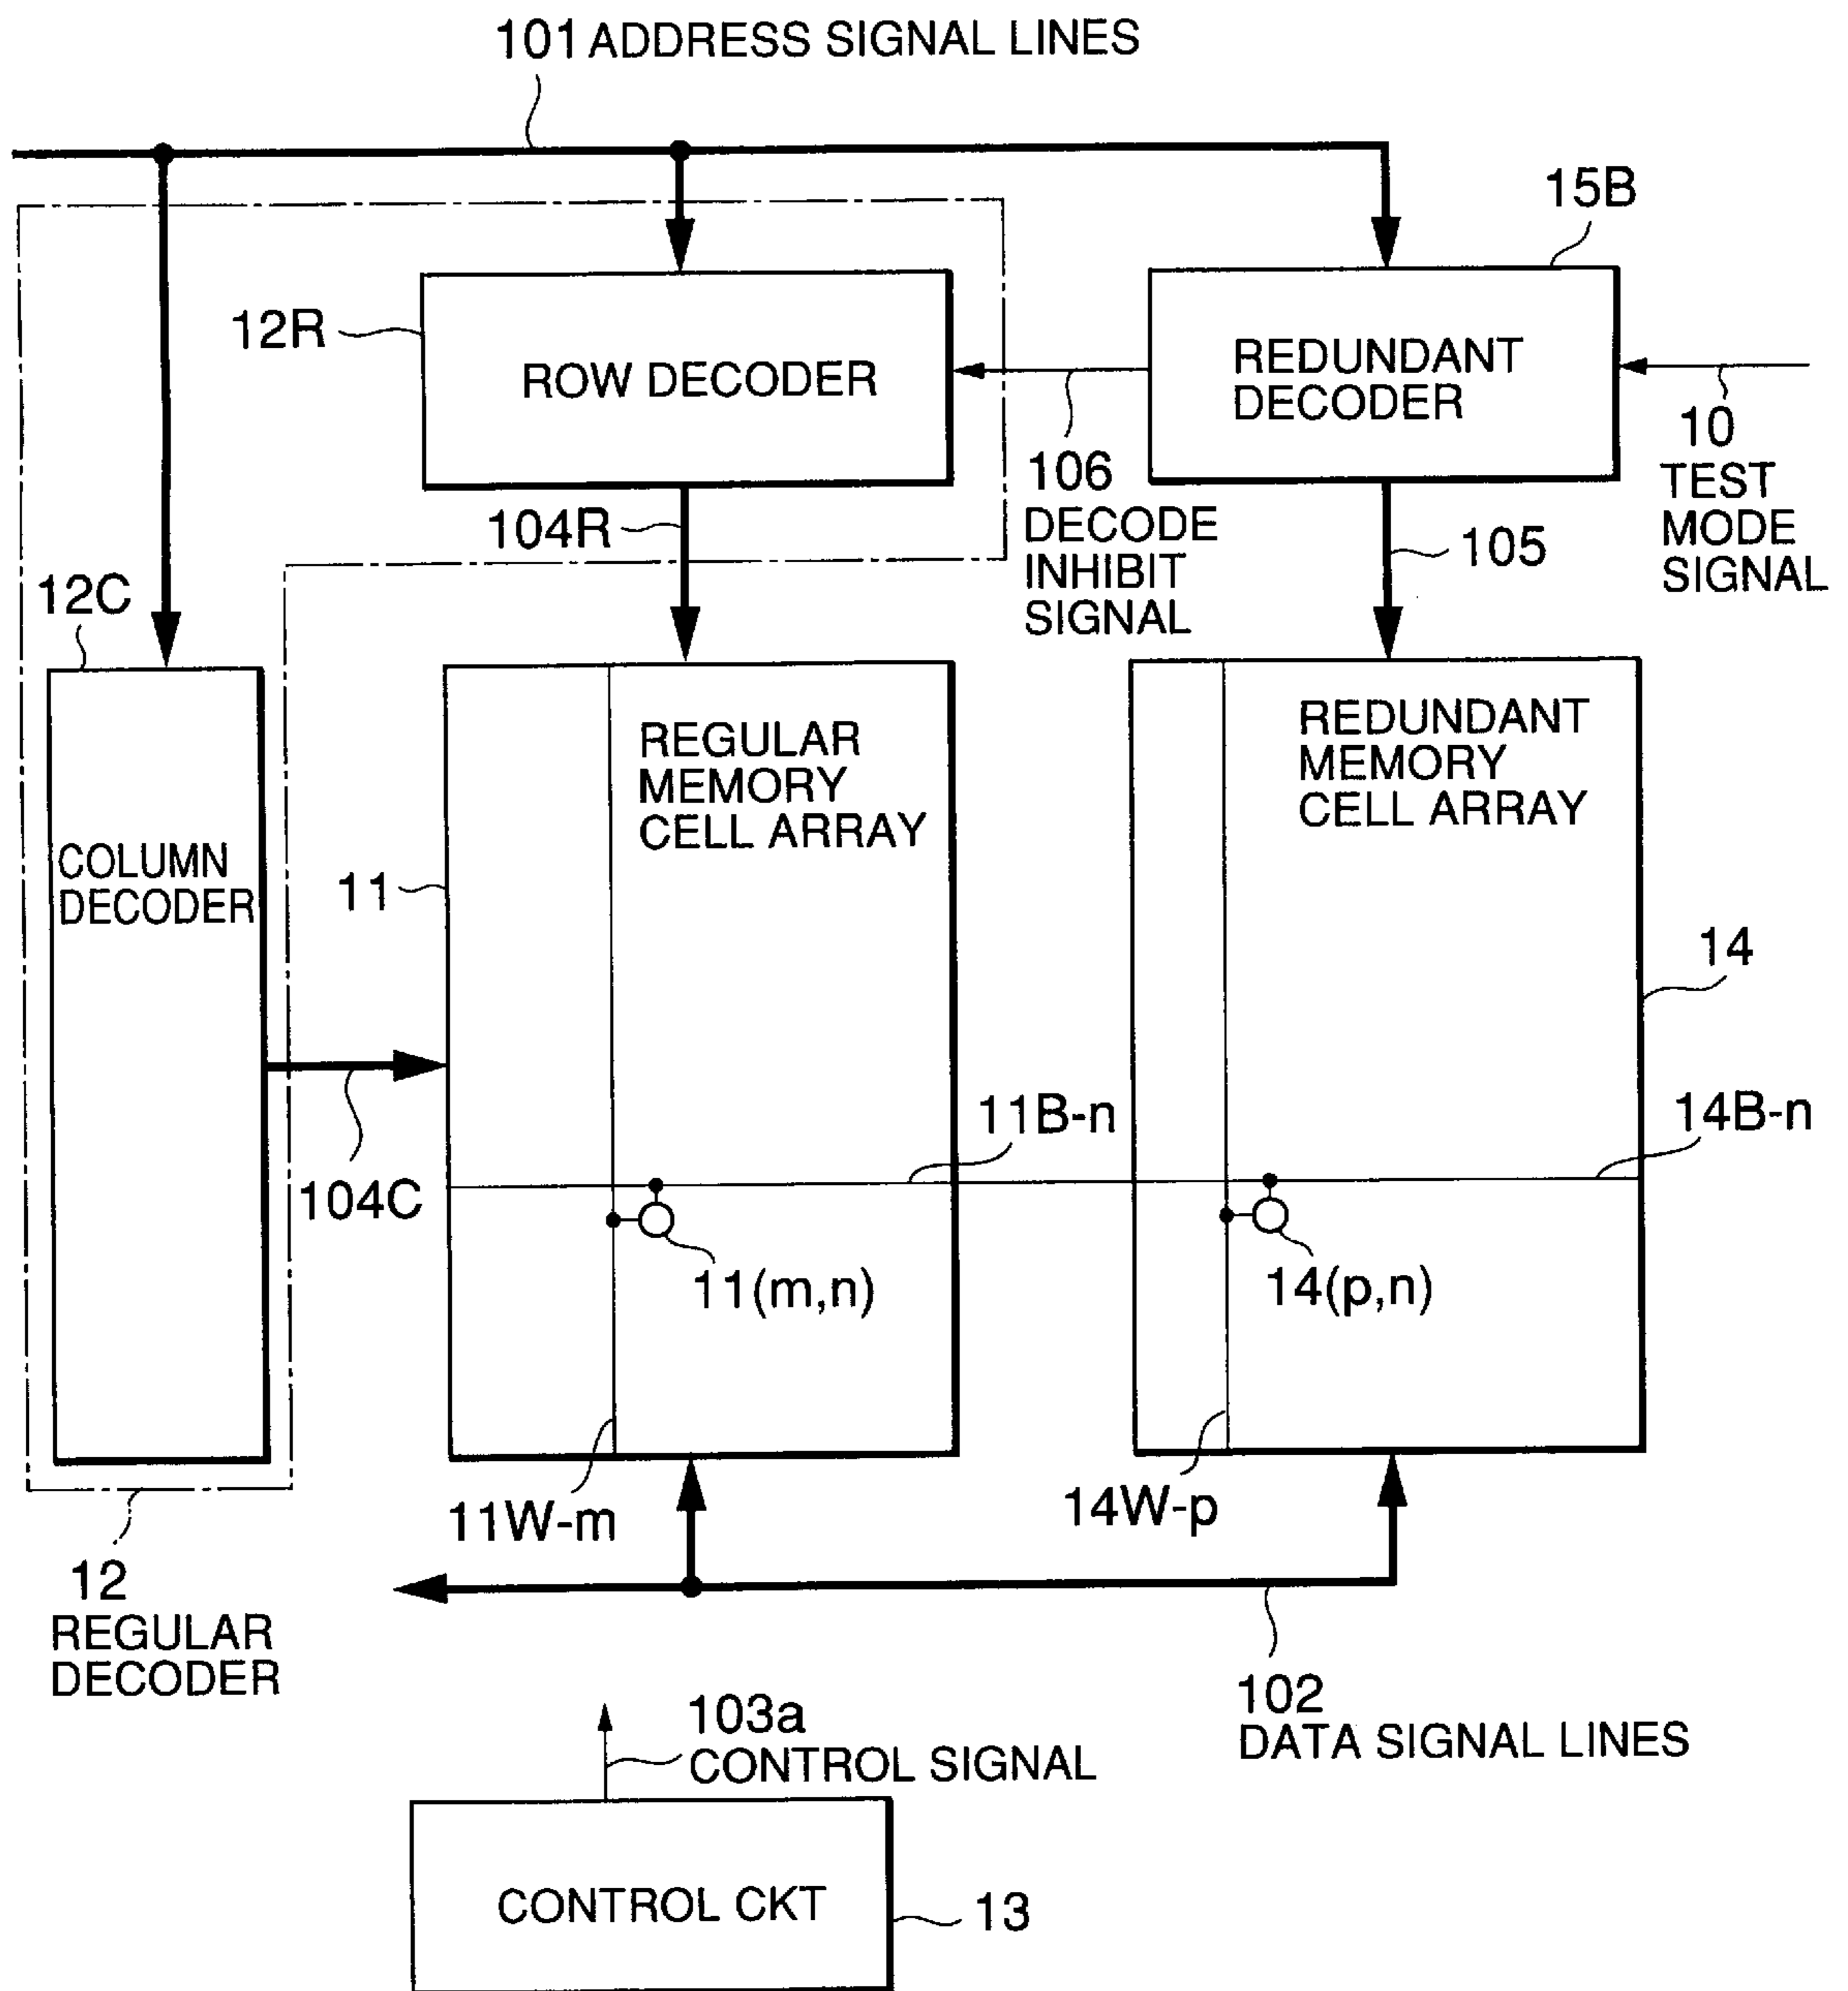 101 ADDRESS SIGNAL LINES
15B
12R
ROW DECODER
REDUNDANT
DECODER
10
TEST
MODE
SIGNAL
106
DECODE
INHIBIT
SIGNAL
104R
105
12C
COLUMN
DECODER
REGULAR
MEMORY
CELL ARRAY
REDUNDANT
MEMORY
CELL ARRAY
11
14
104C
11B-n
14B-n
11(m,n)
14(p,n)
11W-m
14W-p
12
REGULAR
DECODER
102
DATA SIGNAL LINES
103a
CONTROL SIGNAL
CONTROL CKT
13